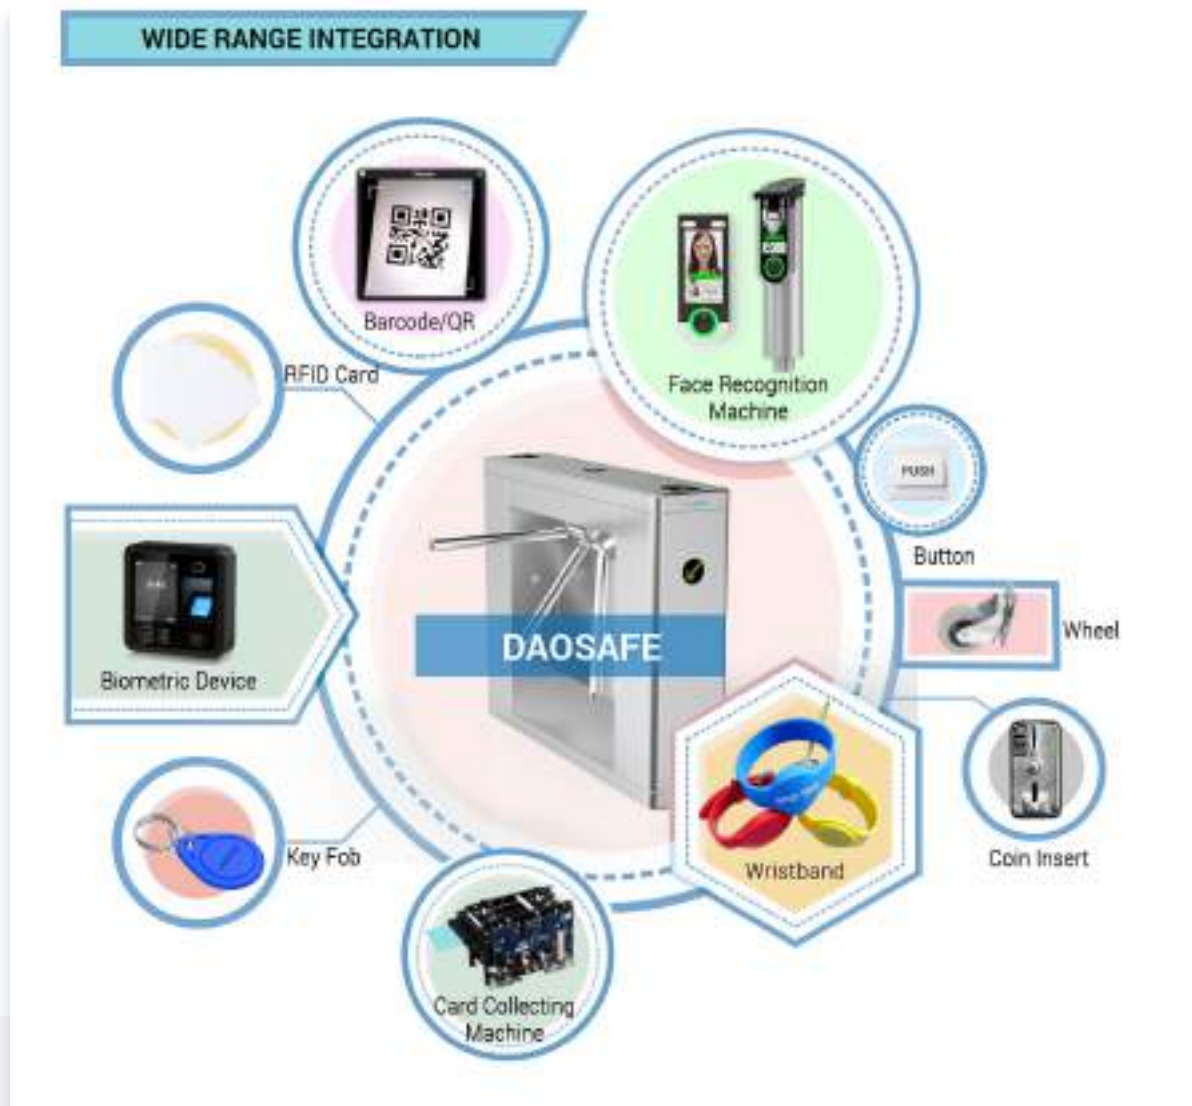 WIDE RANGE INTEGRATION
Barcode/QR
Face Recognition
Machine
RFID Card
PUSH
Button
Biometric Device
DAOSAFE
Wheel
Wristband
Coin Insert
Key Fob
Card Collecting
Machine